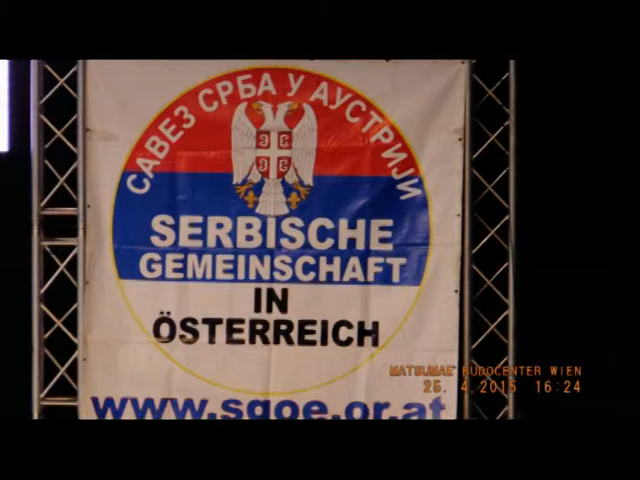 САВЕЗ СРБА У АУСТРИЈИ
SERBISCHE
GEMEINSCHAFT
IN
ÖSTERREICH
www.sgoe.or.at
MATSUMAE BUDOCENTER WIEN
25. 4.2015 16:24